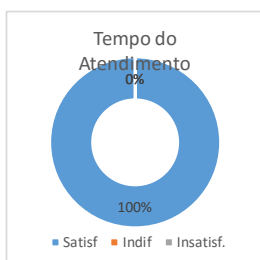 Tempo do
Atendimento
0%
100%
Satisf Indif Insatisf.